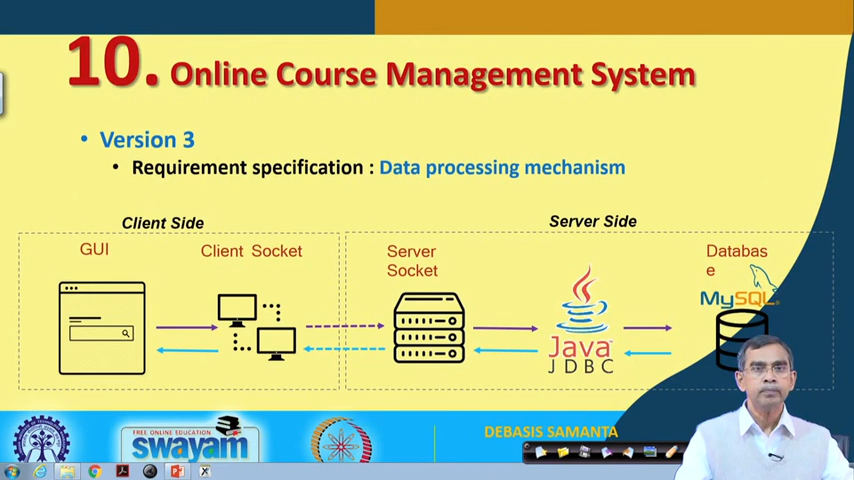 10. Online Course Management System
• Version 3
• Requirement specification : Data processing mechanism
Client Side
Server Side
GUI
Client Socket
Server
Socket
Databas
e
MySQL
Java
JDBC
FREE ONLINE EDUCATION
swayam
DEBASIS SAMANTA